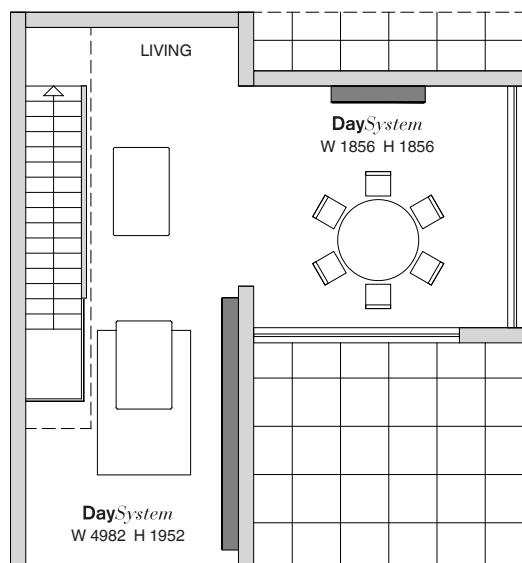 LIVING
DaySystem
W 1856 H 1856
DaySystem
W 4982 H 1952